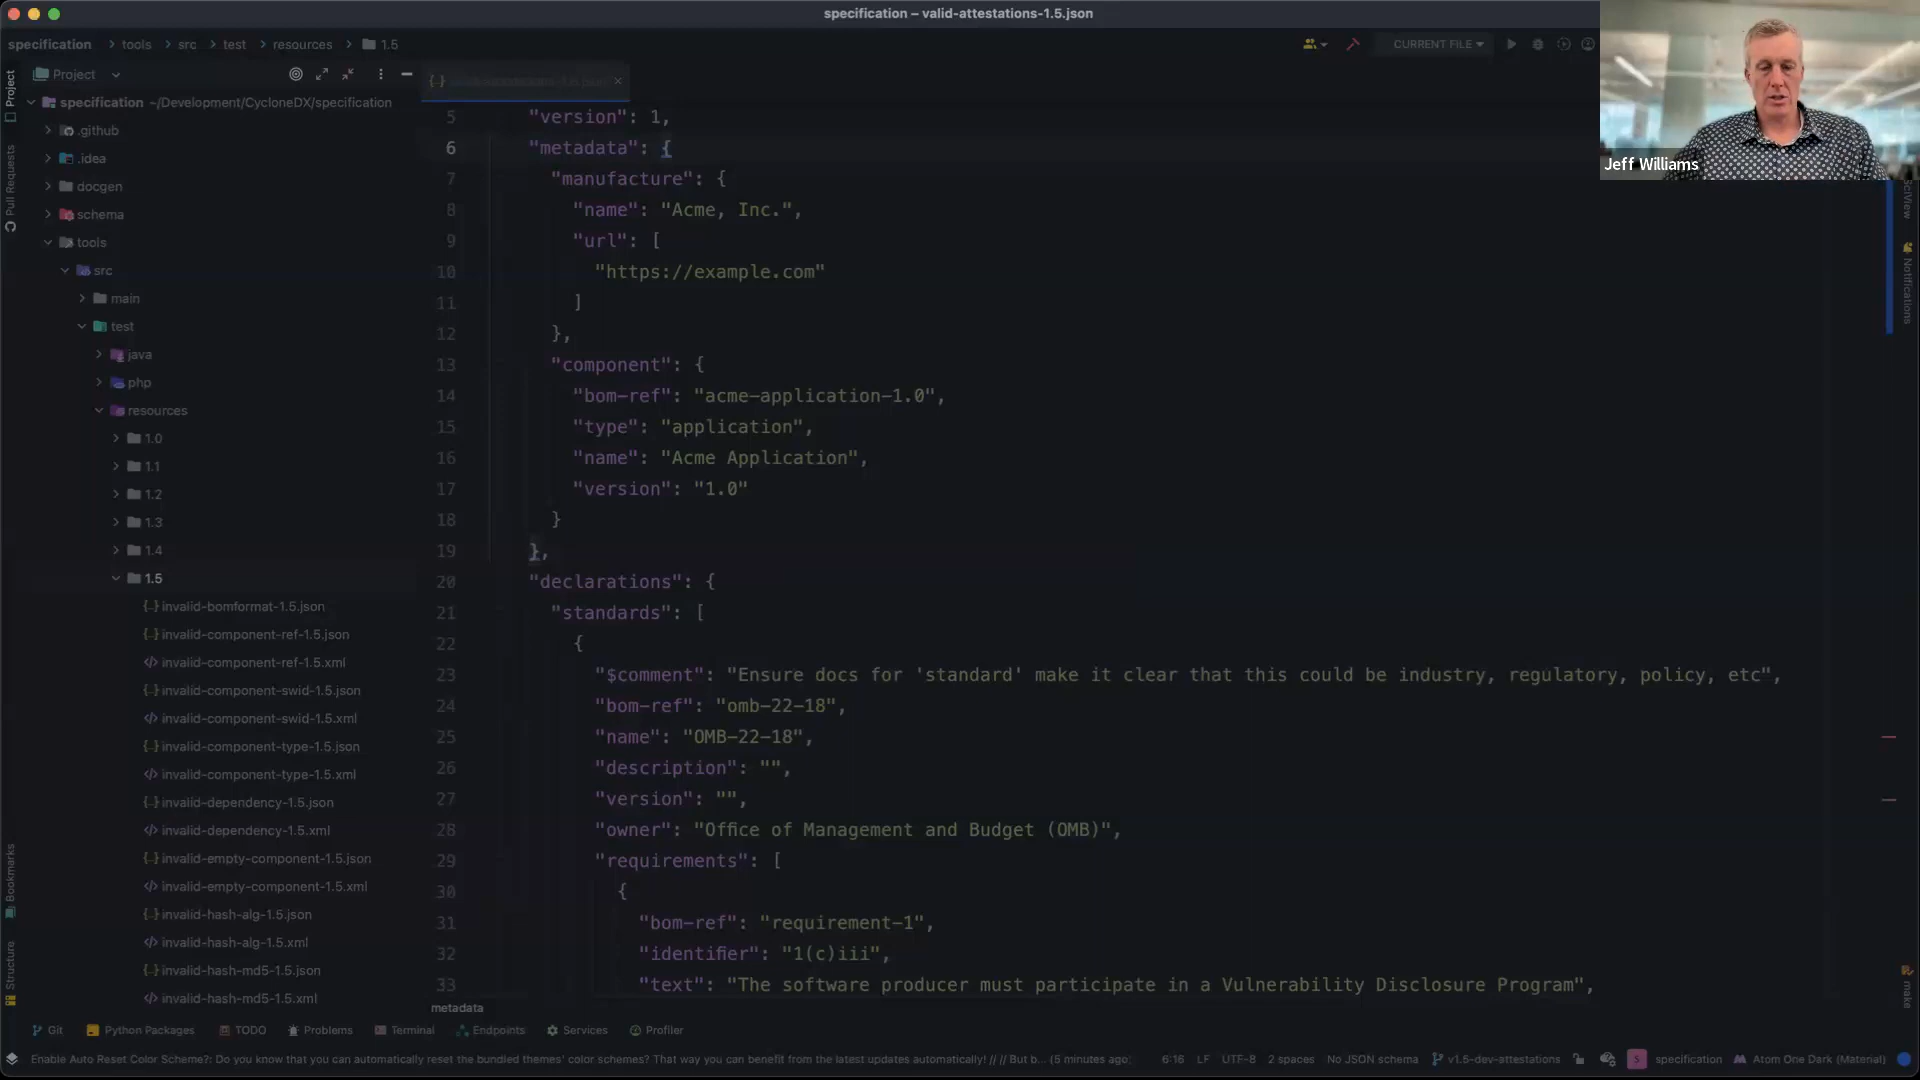 specification – valid-attestations-1.5.json
specification > tools > src > test > resources > 1.5
CURRENT FILE
Jeff Williams
Project
Project
Pull Requests
Bookmarks
Structure
specification ~/Development/CycloneDX/specification
.github
.idea
docgen
schema
tools
src
main
test
java
php
resources
1.0
1.1
1.2
1.3
1.4
1.5
invalid-bomformat-1.5.json
invalid-component-ref-1.5.json
invalid-component-ref-1.5.xml
invalid-component-swid-1.5.json
invalid-component-swid-1.5.xml
invalid-component-type-1.5.json
invalid-component-type-1.5.xml
invalid-dependency-1.5.json
invalid-dependency-1.5.xml
invalid-empty-component-1.5.json
invalid-empty-component-1.5.xml
invalid-hash-alg-1.5.json
invalid-hash-alg-1.5.xml
invalid-hash-md5-1.5.json
invalid-hash-md5-1.5.xml
5 "version": 1,
6 "metadata": {
7 "manufacture": {
8 "name": "Acme, Inc.",
9 "url": [
10 "https://example.com"
11 ]
12 },
13 "component": {
14 "bom-ref": "acme-application-1.0",
15 "type": "application",
16 "name": "Acme Application",
17 "version": "1.0"
18 }
19 },
20 "declarations": {
21 "standards": [
22 {
23 "$comment": "Ensure docs for 'standard' make it clear that this could be industry, regulatory, policy, etc",
24 "bom-ref": "omb-22-18",
25 "name": "OMB-22-18",
26 "description": "",
27 "version": "",
28 "owner": "Office of Management and Budget (OMB)",
29 "requirements": [
30 {
31 "bom-ref": "requirement-1",
32 "identifier": "1(c)iii",
33 "text": "The software producer must participate in a Vulnerability Disclosure Program",
metadata
SciView
Notifications
make
Git
Python Packages
TODO
Problems
Terminal
Endpoints
Services
Profiler
Enable Auto Reset Color Scheme?: Do you know that you can automatically reset the bundled themes' color schemes? That way you can benefit from the latest updates automatically! // // But b... (5 minutes ago)
6:16 LF UTF-8 2 spaces No JSON schema v1.5-dev-attestations S specification Atom One Dark (Material)